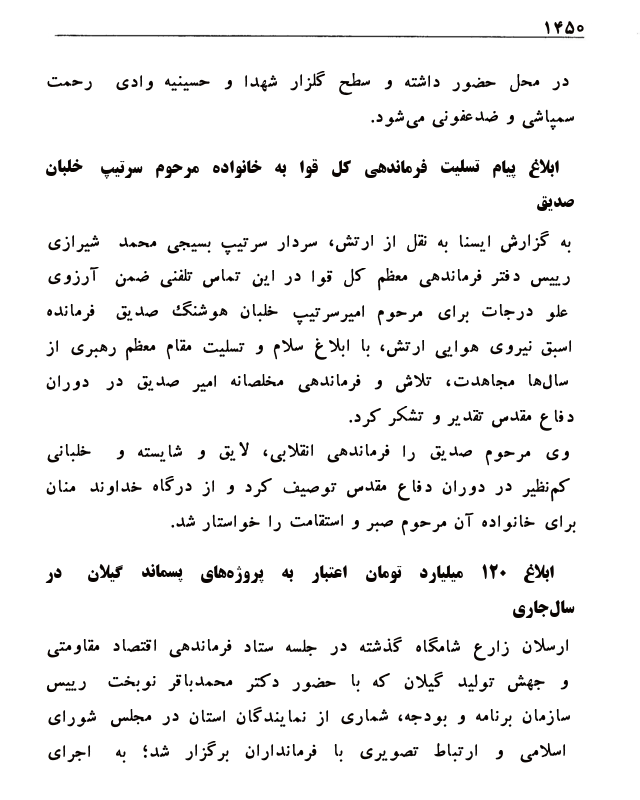 ۱۴۵۰
در محل حضور داشته و سطح گلزار شهدا و حسینیه وادی رحمت
سمپاشی و ضدعفونی می‌شود.
ابلاغ پیام تسلیت فرماندهی کل قوا به خانواده مرحوم سرتیپ خلبان
صدیق
به گزارش ایسنا به نقل از ارتش، سردار سرتیپ بسیجی محمد شیرازی
رییس دفتر فرماندهی معظم کل قوا در این تماس تلفنی ضمن آرزوی
علو درجات برای مرحوم امیرسرتیپ خلبان هوشنگ صدیق فرمانده
اسبق نیروی هوایی ارتش، با ابلاغ سلام و تسلیت مقام معظم رهبری از
سال‌ها مجاهدت، تلاش و فرماندهی مخلصانه امیر صدیق در دوران
دفاع مقدس تقدیر و تشکر کرد.
وی مرحوم صدیق را فرماندهی انقلابی، لایق و شایسته و خلبانی
کم‌نظیر در دوران دفاع مقدس توصیف کرد و از درگاه خداوند منان
برای خانواده آن مرحوم صبر و استقامت را خواستار شد.
ابلاغ ۱۲۰ میلیارد تومان اعتبار به پروژه‌های پسماند گیلان در
سال‌جاری
ارسلان زارع شامگاه گذشته در جلسه ستاد فرماندهی اقتصاد مقاومتی
و جهش تولید گیلان که با حضور دکتر محمدباقر نوبخت رییس
سازمان برنامه و بودجه، شماری از نمایندگان استان در مجلس شورای
اسلامی و ارتباط تصویری با فرمانداران برگزار شد؛ به اجرای